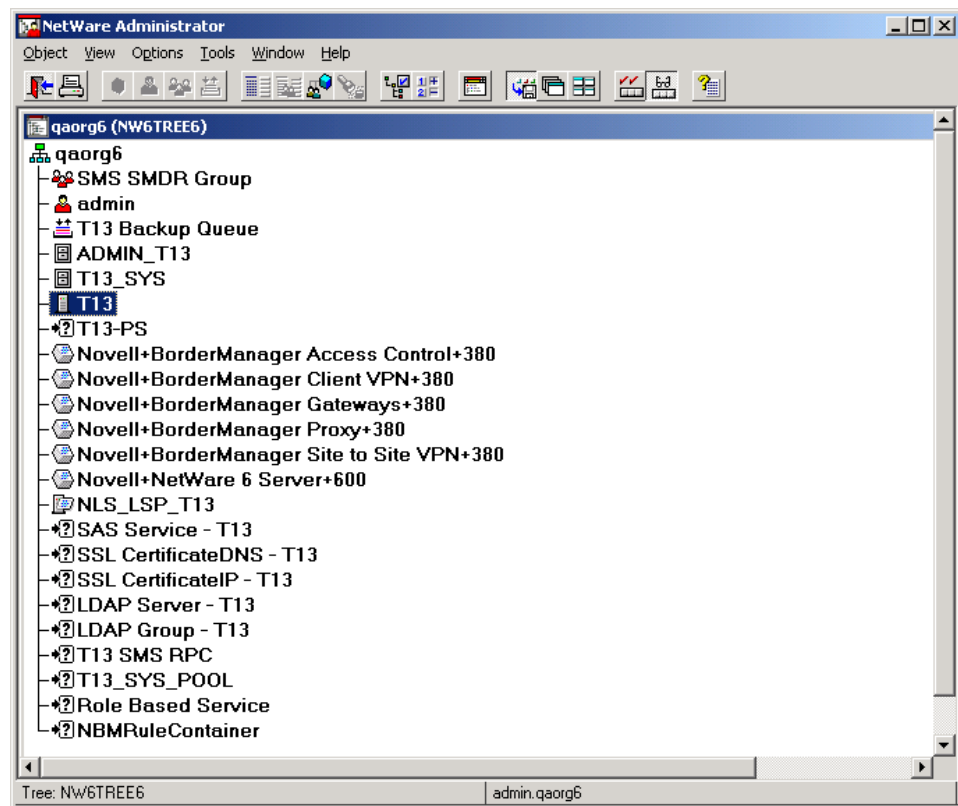 NetWare Administrator
Object View Options Tools Window Help
qaorg6 (NW6TREE6)
qaorg6
SMS SMDR Group
admin
T13 Backup Queue
ADMIN_T13
T13_SYS
T13
T13-PS
Novell+BorderManager Access Control+380
Novell+BorderManager Client VPN+380
Novell+BorderManager Gateways+380
Novell+BorderManager Proxy+380
Novell+BorderManager Site to Site VPN+380
Novell+NetWare 6 Server+600
NLS_LSP_T13
SAS Service - T13
SSL CertificateDNS - T13
SSL CertificateIP - T13
LDAP Server - T13
LDAP Group - T13
T13 SMS RPC
T13_SYS_POOL
Role Based Service
NBMRuleContainer
Tree: NW6TREE6 admin.qaorg6